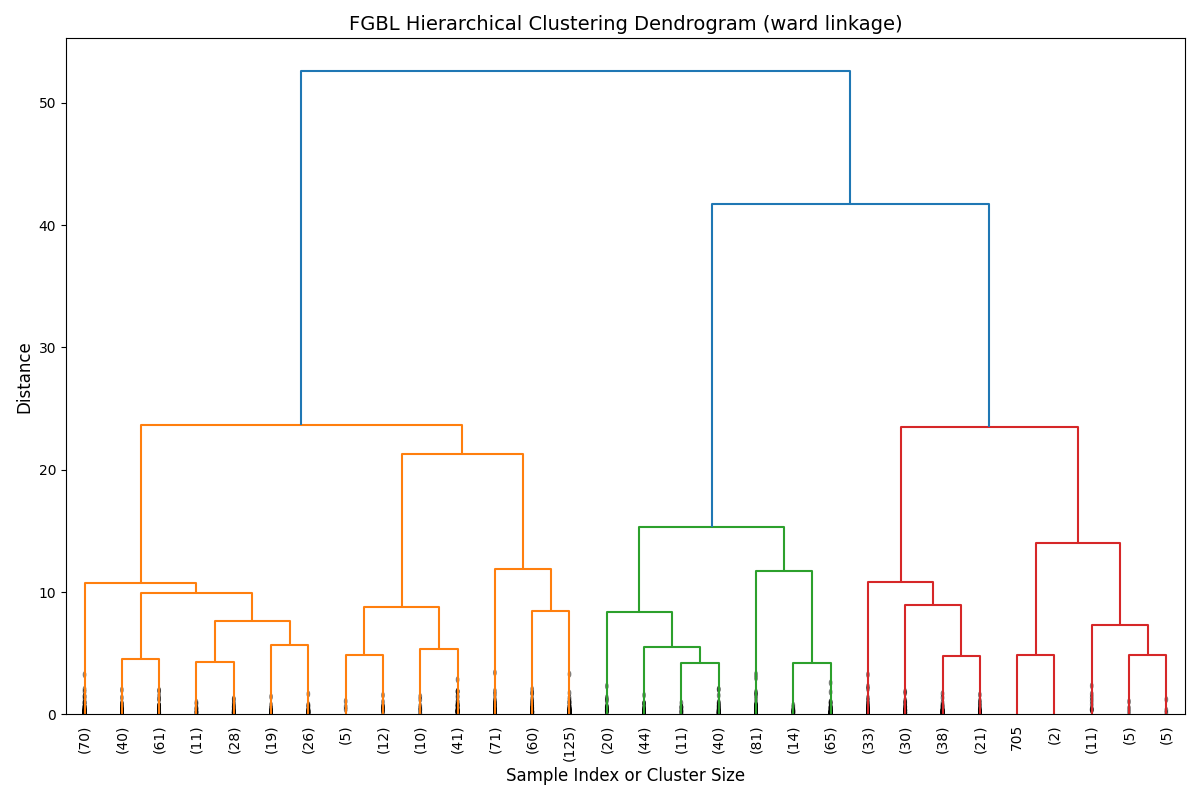 FGBL Hierarchical Clustering Dendrogram (ward linkage)
50
40
30
20
10
0
Distance
(70) (40) (61) (11) (28) (19) (26) (5) (12) (10) (41) (71) (60) (125) (20) (44) (11) (40) (81) (14) (65) (33) (30) (38) (21) 705 (2) (11) (5) (5)
Sample Index or Cluster Size